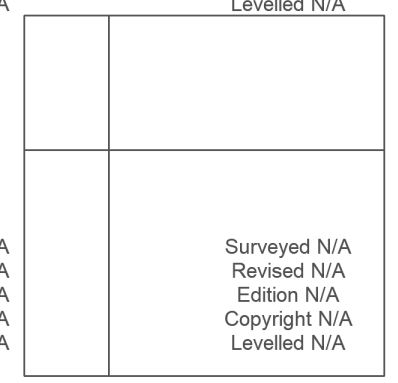 A Levelled N/A
A Surveyed N/A
A Revised N/A
A Edition N/A
A Copyright N/A
A Levelled N/A